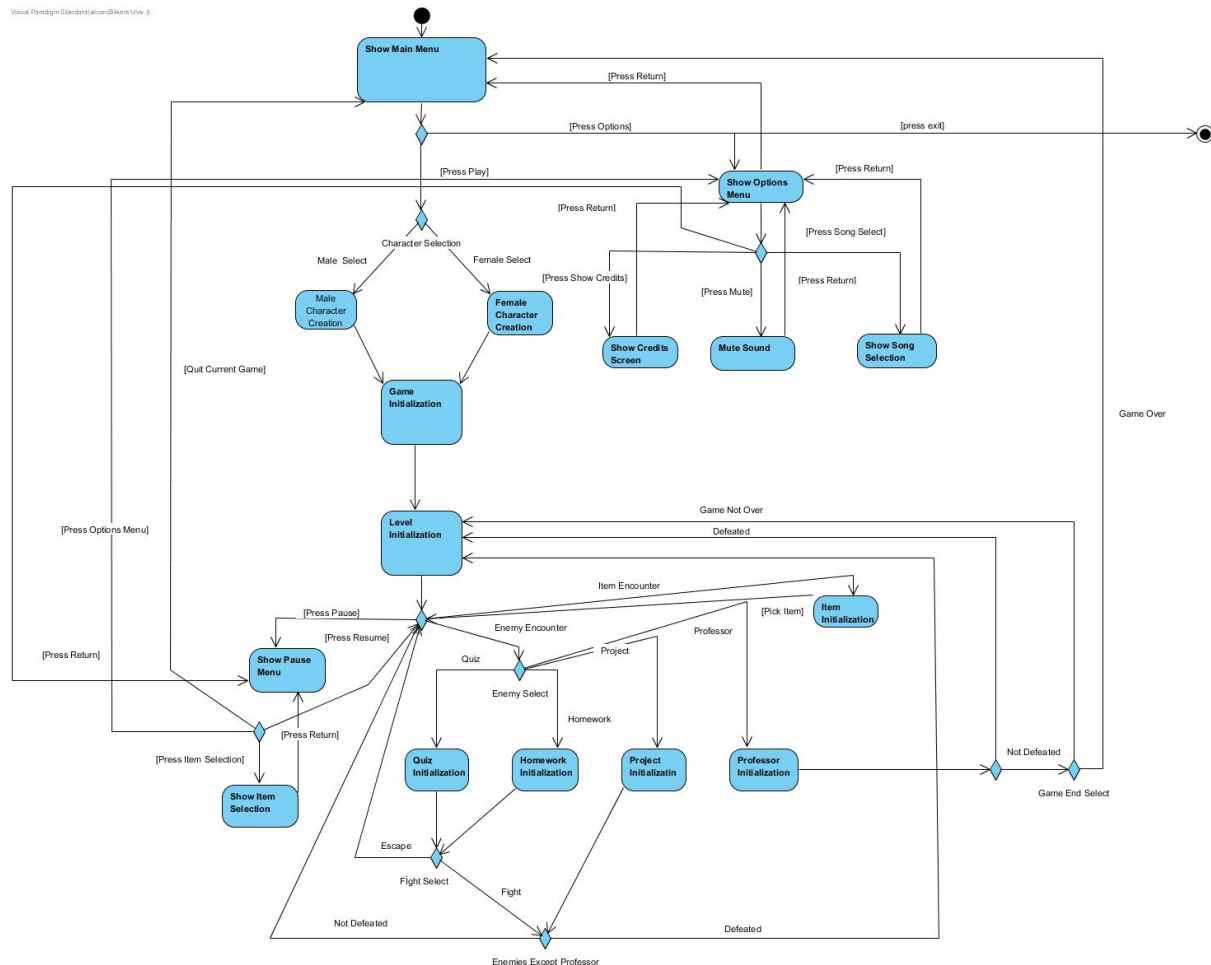 Visual Paradigm Standard(alican(Bilkent Univ. ))
Show Main Menu
[Press Return]
[Press Options]
[press exit]
[Press Play]
[Press Return]
Show Options
Menu
[Press Return]
Character Selection
[Press Song Select]
Male Select
Female Select
[Press Show Credits]
[Press Return]
[Press Mute]
Male
Character
Creation
Female
Character
Creation
Show Credits
Screen
Mute Sound
Show Song
Selection
[Quit Current Game]
Game
Initialization
Game Over
Game Not Over
Level
Initialization
Defeated
[Press Options Menu]
Item Encounter
[Press Pause]
[Pick Item]
Item
Initialization
Enemy Encounter
Professor
[Press Resume]
Project
[Press Return]
Show Pause
Menu
Quiz
Enemy Select
Homework
[Press Return]
Not Defeated
[Press Item Selection]
Quiz
Initialization
Homework
Initialization
Project
Initializatin
Professor
Initialization
Game End Select
Show Item
Selection
Escape
Fİght Select
Fight
Not Defeated
Defeated
Enemies Except Professor